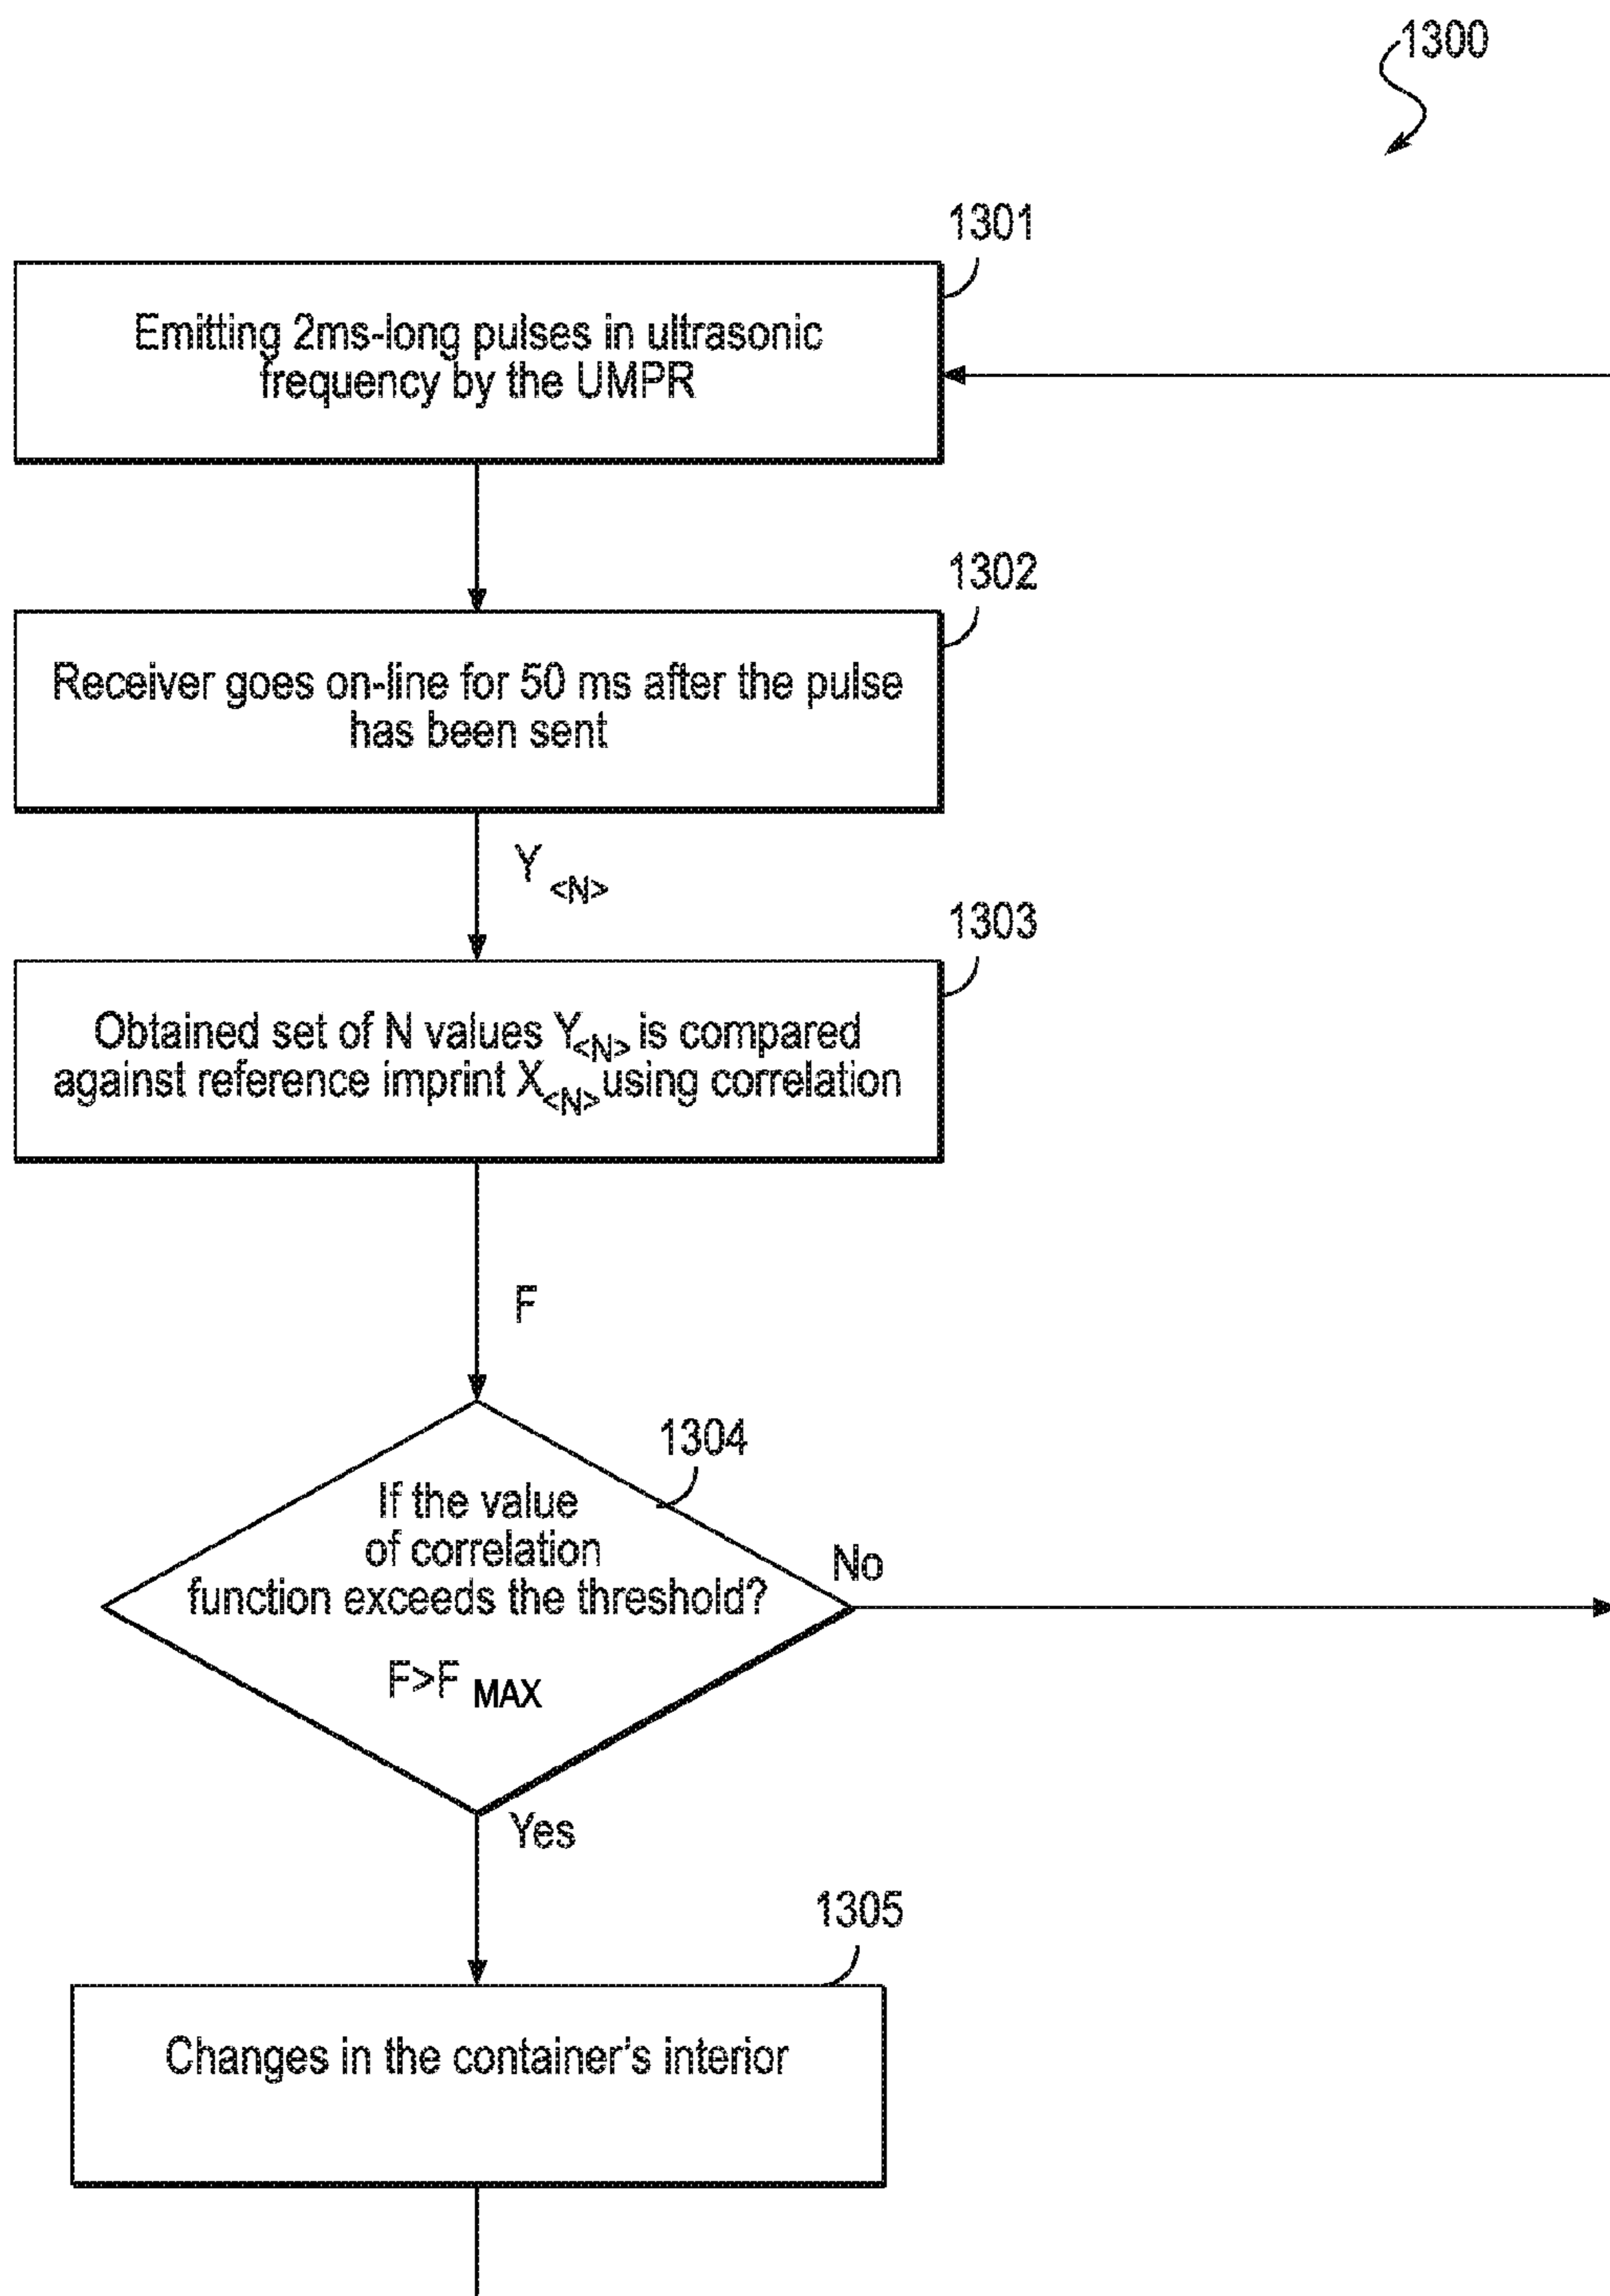 1300
1301
Emitting 2ms-long pulses in ultrasonic
frequency by the UMPR
1302
Receiver goes on-line for 50 ms after the pulse
has been sent
Y <N>
1303
Obtained set of N values Y<N> is compared
against reference imprint X<N> using correlation
F
1304
If the value
of correlation
function exceeds the threshold?
No
F>F MAX
Yes
1305
Changes in the container's interior